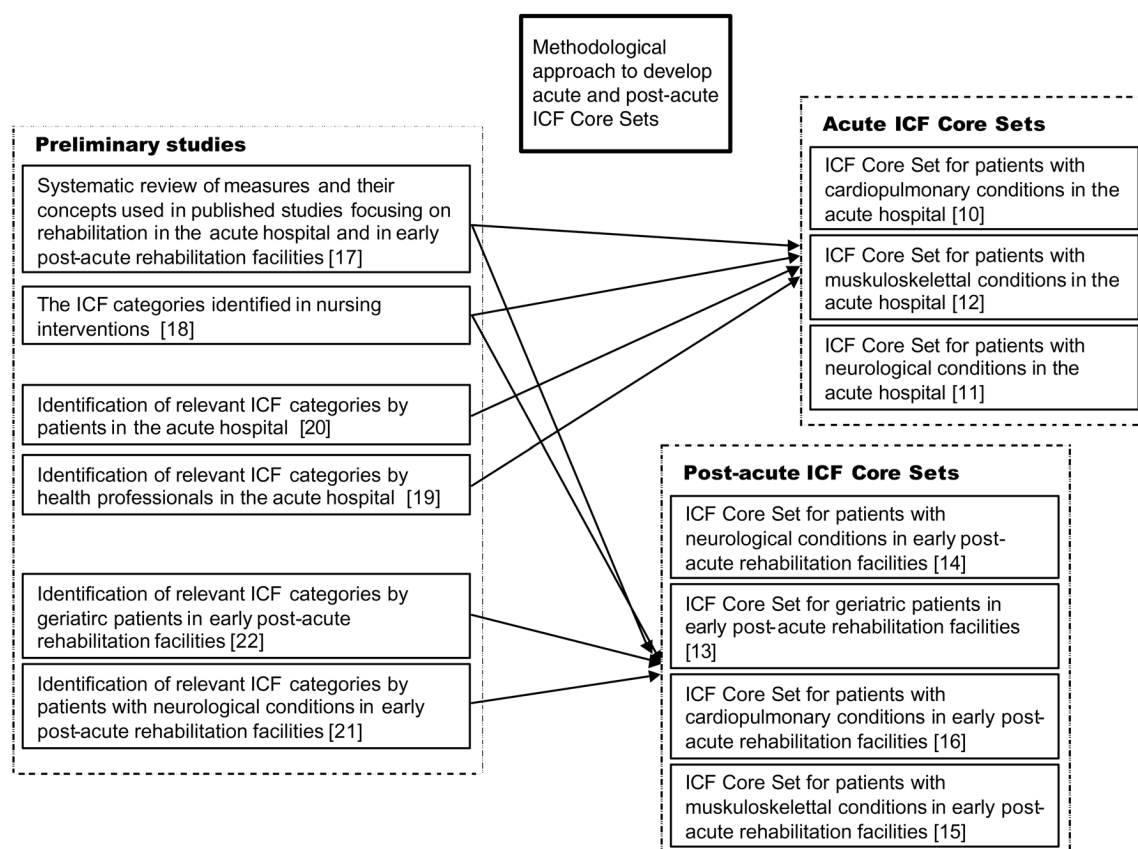 Methodological
approach to develop
acute and post-acute
ICF Core Sets
Preliminary studies
Systematic review of measures and their
concepts used in published studies focusing on
rehabilitation in the acute hospital and in early
post-acute rehabilitation facilities [17]
The ICF categories identified in nursing
interventions [18]
Identification of relevant ICF categories by
patients in the acute hospital [20]
Identification of relevant ICF categories by
health professionals in the acute hospital [19]
Identification of relevant ICF categories by
geriatirc patients in early post-acute
rehabilitation facilities [22]
Identification of relevant ICF categories by
patients with neurological conditions in early
post-acute rehabilitation facilities [21]
Acute ICF Core Sets
ICF Core Set for patients with
cardiopulmonary conditions in the
acute hospital [10]
ICF Core Set for patients with
muskuloskelettal conditions in the
acute hospital [12]
ICF Core Set for patients with
neurological conditions in the
acute hospital [11]
Post-acute ICF Core Sets
ICF Core Set for patients with
neurological conditions in early post-
acute rehabilitation facilities [14]
ICF Core Set for geriatric patients in
early post-acute rehabilitation facilities
[13]
ICF Core Set for patients with
cardiopulmonary conditions in early post-
acute rehabilitation facilities [16]
ICF Core Set for patients with
muskuloskelettal conditions in early post-
acute rehabilitation facilities [15]